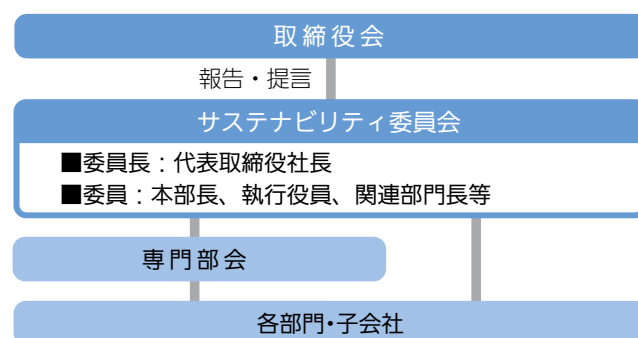 取締役会
報告・提言
サステナビリティ委員会
■委員長：代表取締役社長
■委員：本部長、執行役員、関連部門長等
専門部会
各部門・子会社